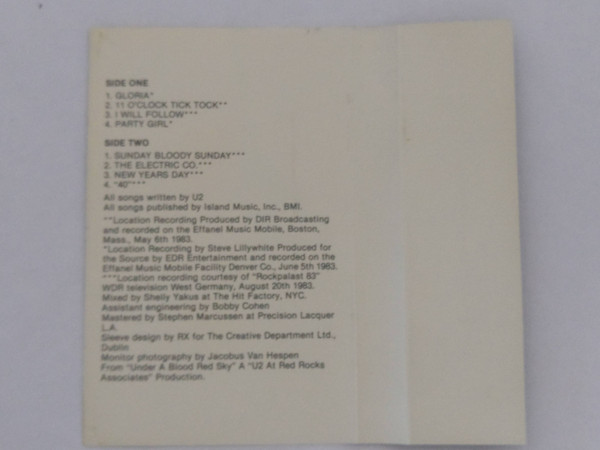 SIDE ONE
1. GLORIA*
2. 11 O'CLOCK TICK TOCK**
3. I WILL FOLLOW***
4. PARTY GIRL*
SIDE TWO
1. SUNDAY BLOODY SUNDAY***
2. THE ELECTRIC CO.***
3. NEW YEARS DAY***
4. "40"***
All songs written by U2
All songs published by Island Music, Inc., BMI.
**Location Recording Produced by DIR Broadcasting
and recorded on the Effanel Music Mobile, Boston,
Mass., May 6th 1983.
*Location Recording by Steve Lillywhite Produced for
the Source by EDR Entertainment and recorded on the
Effanel Music Mobile Facility Denver Co., June 5th 1983.
***Location recording courtesy of "Rockpalast 83"
WDR television West Germany, August 20th 1983.
Mixed by Shelly Yakus at The Hit Factory, NYC.
Assistant engineering by Bobby Cohen
Mastered by Stephen Marcussen at Precision Lacquer
L.A.
Sleeve design by RX for The Creative Department Ltd.,
Dublin
Monitor photography by Jacobus Van Hespen
From "Under A Blood Red Sky" A "U2 At Red Rocks
Associates" Production.